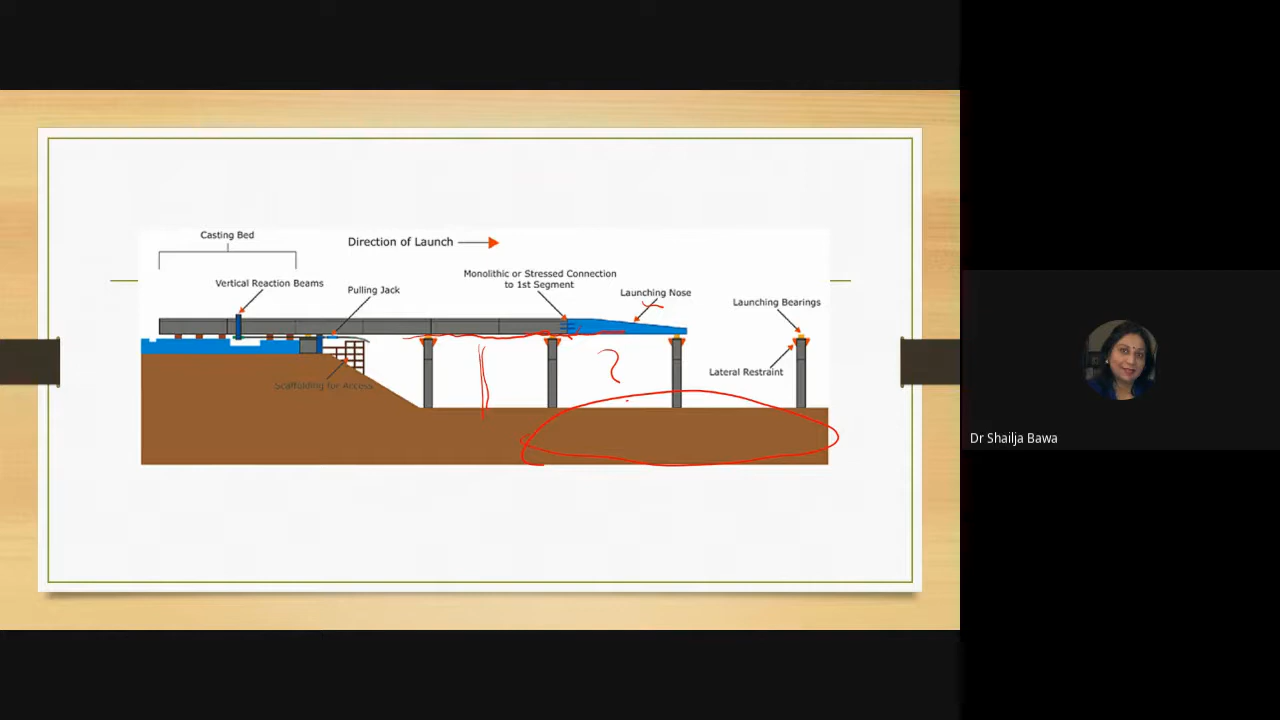 Casting Bed
Direction of Launch
Monolithic or Stressed Connection
to 1st Segment
Vertical Reaction Beams
Pulling Jack
Launching Nose
Launching Bearings
Lateral Restraint
Scaffolding for Access
?
Dr Shailja Bawa